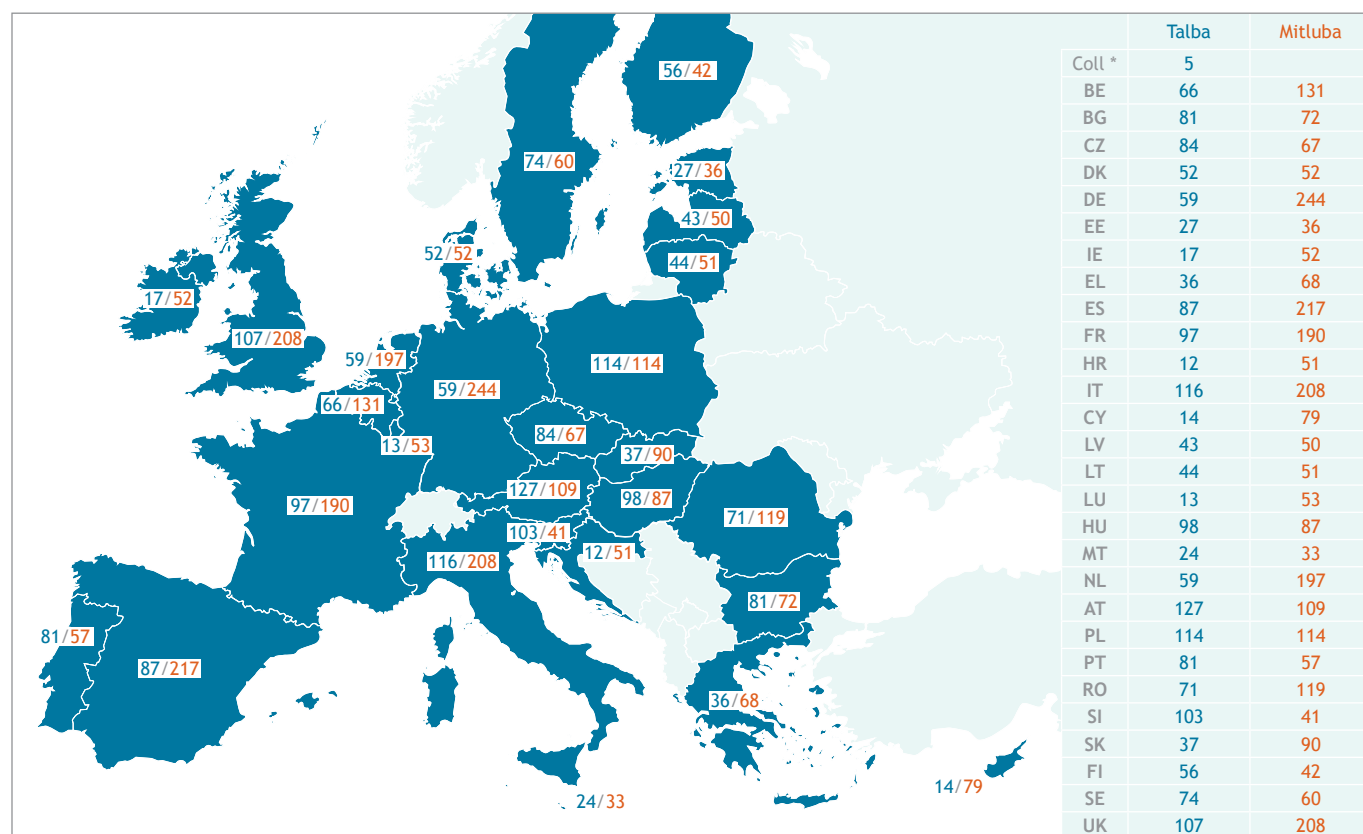 56/42
74/60
27/36
43/50
52/52
44/51
17/52
107/208
59/197
114/114
59/244
66/131
84/67
13/53
37/90
127/109
98/87
97/190
71/119
103/41
12/51
116/208
81/72
81/57
87/217
36/68
14/79
24/33
Talba Mitluba
Coll * 5
BE 66 131
BG 81 72
CZ 84 67
DK 52 52
DE 59 244
EE 27 36
IE 17 52
EL 36 68
ES 87 217
FR 97 190
HR 12 51
IT 116 208
CY 14 79
LV 43 50
LT 44 51
LU 13 53
HU 98 87
MT 24 33
NL 59 197
AT 127 109
PL 114 114
PT 81 57
RO 71 119
SI 103 41
SK 37 90
FI 56 42
SE 74 60
UK 107 208